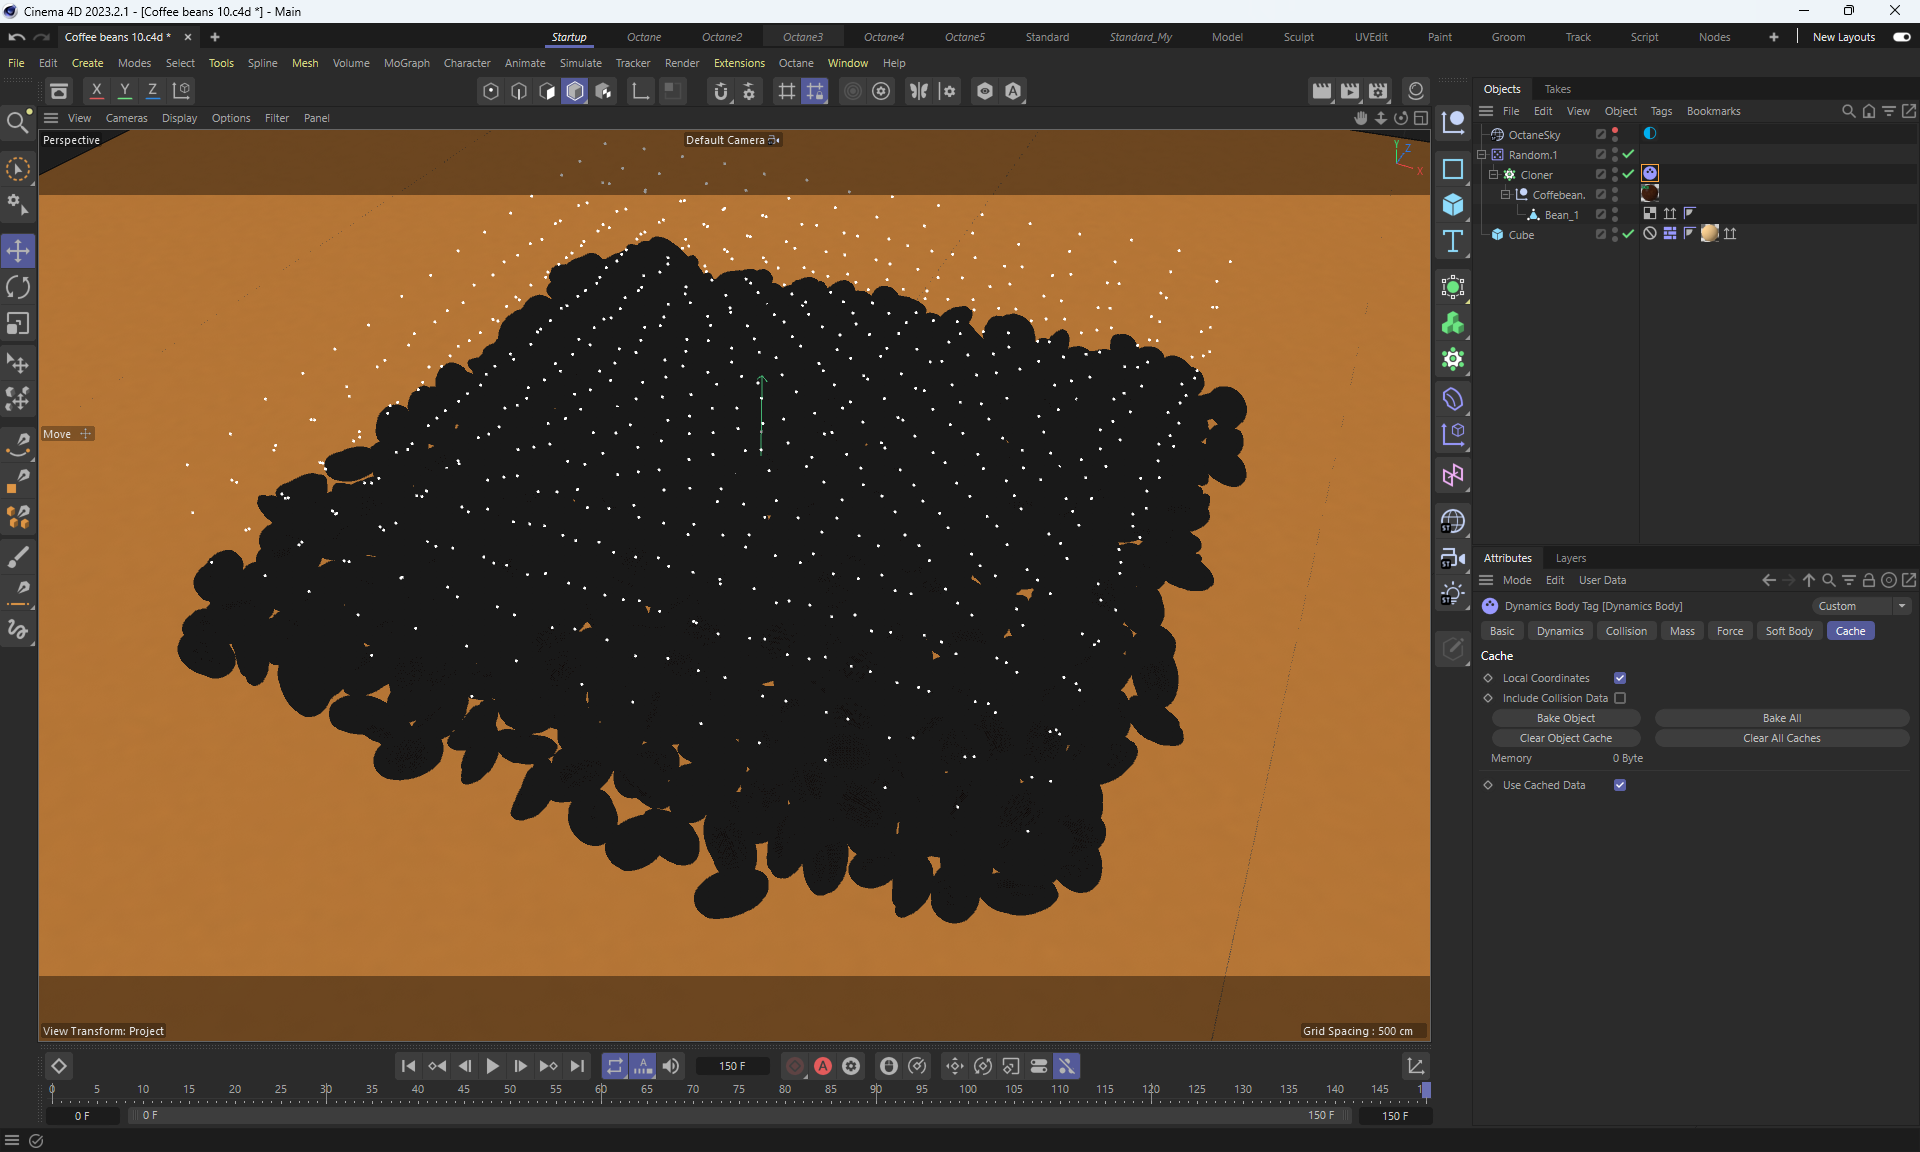 Cinema 4D 2023.2.1 - [Coffee beans 10.c4d *] - Main
Coffee beans 10.c4d *
Startup Octane Octane2 Octane3 Octane4 Octane5 Standard Standard_My Model Sculpt UVEdit Paint Groom Track Script Nodes New Layouts
File Edit Create Modes Select Tools Spline Mesh Volume MoGraph Character Animate Simulate Tracker Render Extensions Octane Window Help
X Y Z
View Cameras Display Options Filter Panel
Perspective
Default Camera
Y Z X
Move
View Transform: Project
Grid Spacing : 500 cm
Objects Takes
File Edit View Object Tags Bookmarks
OctaneSky
Random.1
Cloner
Coffebean.
Bean_1
Cube
ST
ST
ST
Attributes Layers
Mode Edit User Data
Dynamics Body Tag [Dynamics Body] Custom
Basic Dynamics Collision Mass Force Soft Body Cache
Cache
Local Coordinates
Include Collision Data
Bake Object Bake All
Clear Object Cache Clear All Caches
Memory 0 Byte
Use Cached Data
150 F
0 5 10 15 20 25 30 35 40 45 50 55 60 65 70 75 80 85 90 95 100 105 110 115 120 125 130 135 140 145
0 F 0 F 150 F 150 F